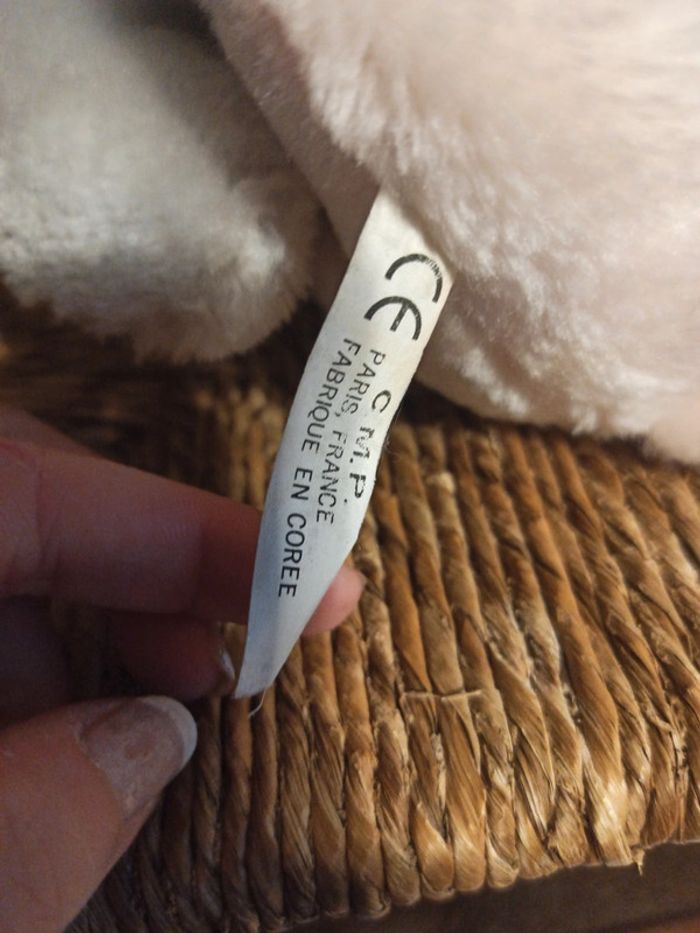 CE
C.M.P.
PARIS, FRANCE
FABRIQUE EN COREE